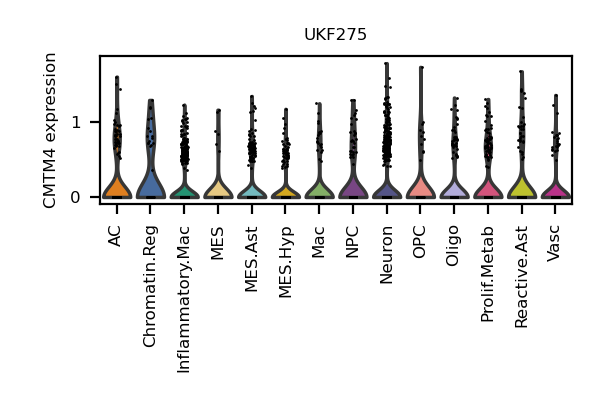 UKF275
CMTM4 expression
1
0
AC
Chromatin.Reg
Inflammatory.Mac
MES
MES.Ast
MES.Hyp
Mac
NPC
Neuron
OPC
Oligo
Prolif.Metab
Reactive.Ast
Vasc